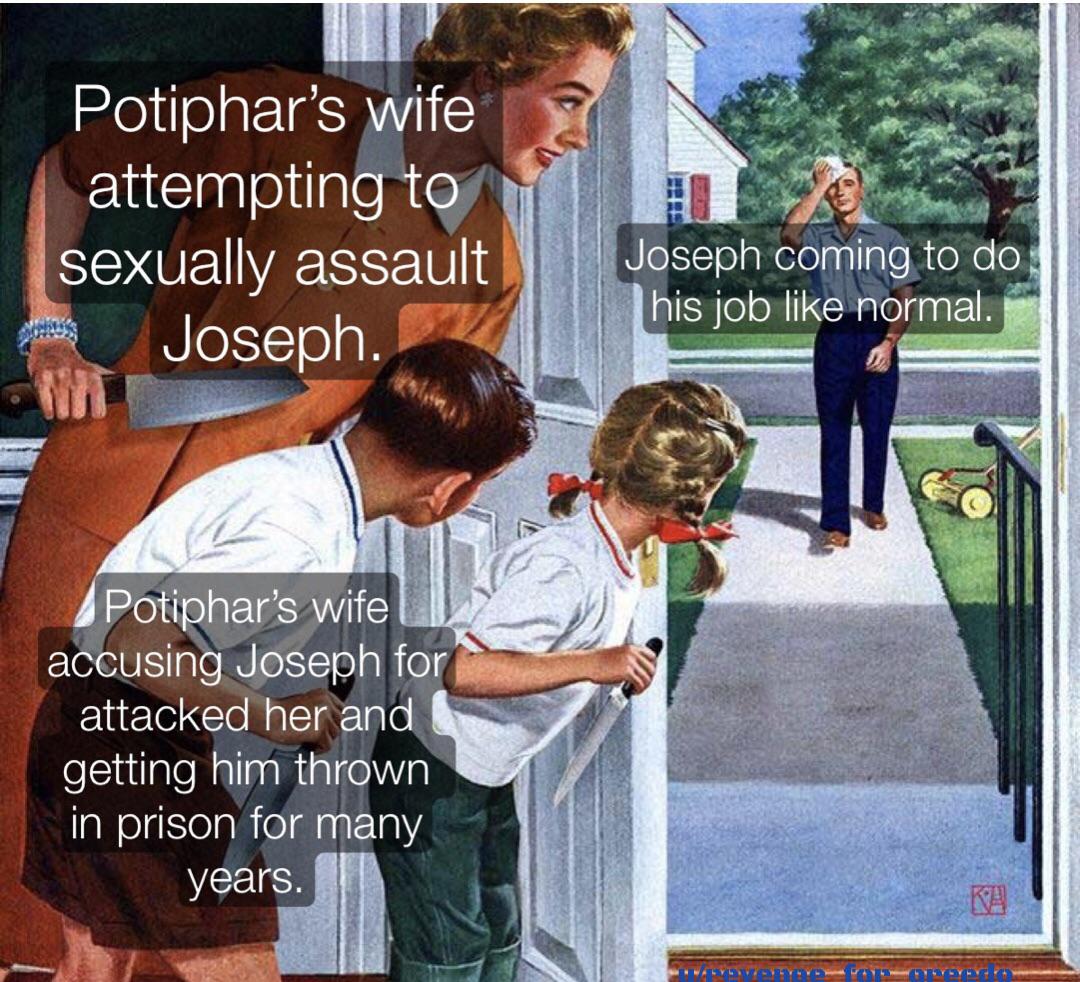 Potiphar’s wife
attempting to
sexually assault
Joseph.
Joseph coming to do
his job like normal.
Potiphar’s wife
accusing Joseph for
attacked her and
getting him thrown
in prison for many
years.
u/revenge_for_greedo